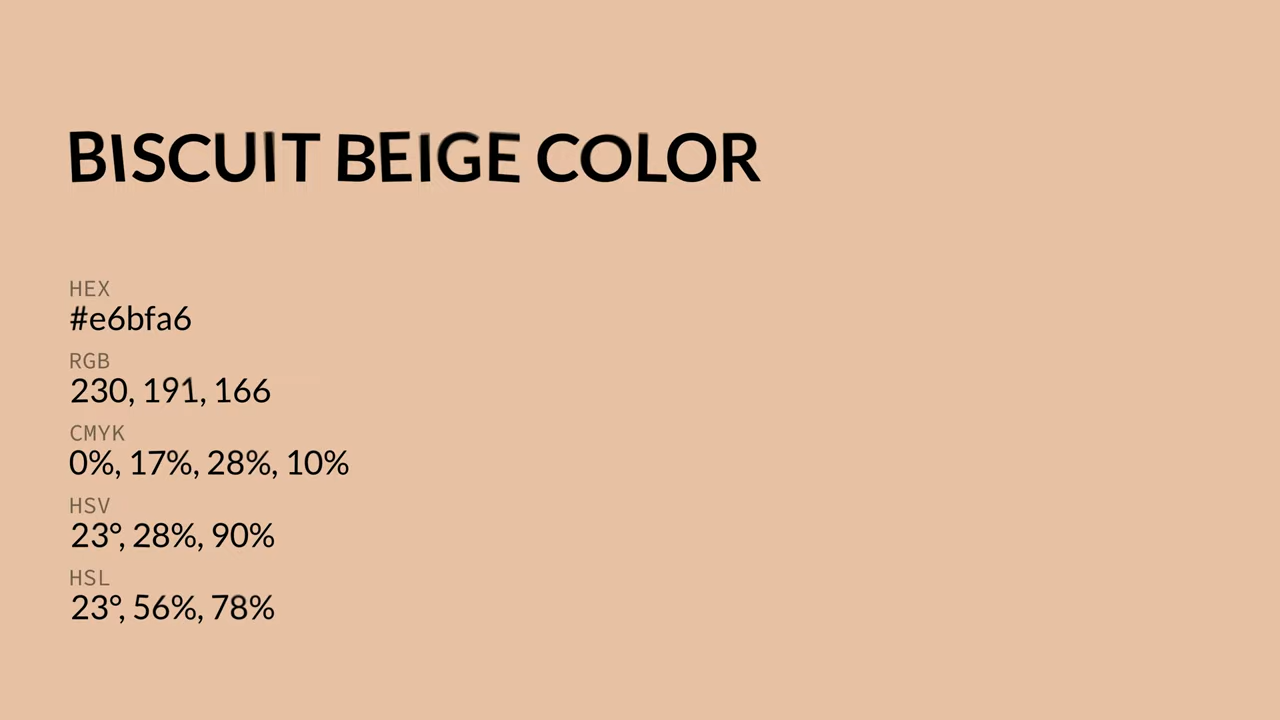 BISCUIT BEIGE COLOR
HEX
#e6bfa6
RGB
230, 191, 166
CMYK
0%, 17%, 28%, 10%
HSV
23°, 28%, 90%
HSL
23°, 56%, 78%